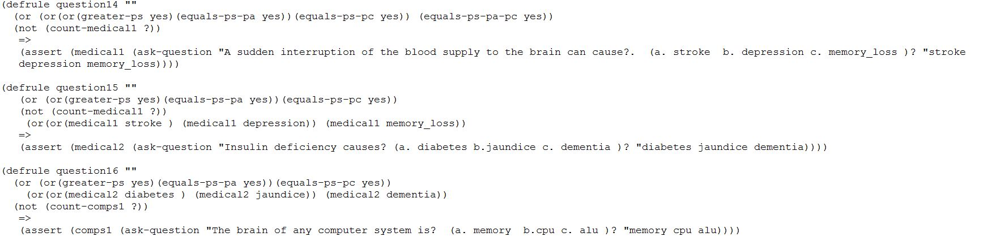 (defrule question14 ""
(or (or(or(greater-ps yes)(equals-ps-pa yes))(equals-ps-pc yes)) (equals-ps-pa-pc yes))
(not (count-medical1 ?))
=>
(assert (medical1 (ask-question "A sudden interruption of the blood supply to the brain can cause?. (a. stroke b. depression c. memory_loss )? "stroke
depression memory_loss))))
(defrule question15 ""
(or (or(greater-ps yes)(equals-ps-pa yes))(equals-ps-pc yes))
(not (count-medical1 ?))
(or(or(medical1 stroke ) (medical1 depression)) (medical1 memory_loss))
=>
(assert (medical2 (ask-question "Insulin deficiency causes? (a. diabetes b.jaundice c. dementia )? "diabetes jaundice dementia))))
(defrule question16 ""
(or (or(greater-ps yes)(equals-ps-pa yes))(equals-ps-pc yes))
(or(or(medical2 diabetes ) (medical2 jaundice)) (medical2 dementia))
(not (count-comps1 ?))
=>
(assert (comps1 (ask-question "The brain of any computer system is? (a. memory b.cpu c. alu )? "memory cpu alu))))